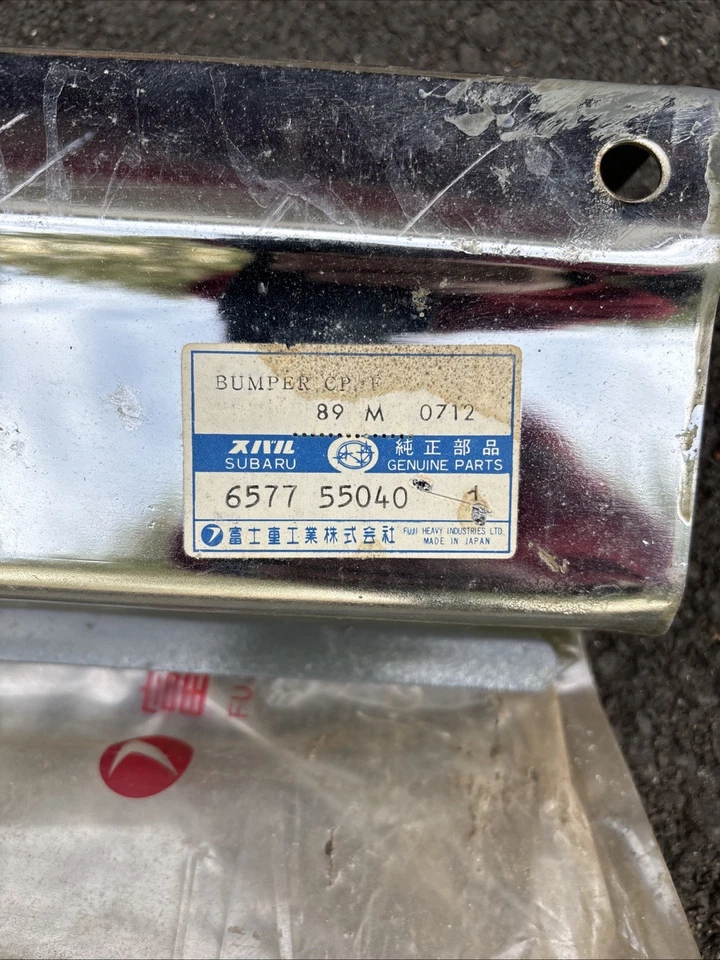 BUMPER CP,F
89 M 0712
スバル 純正部品
SUBARU GENUINE PARTS
6577 55040 1
富士重工業株式会社 FUJI HEAVY INDUSTRIES LTD.
MADE IN JAPAN
FU